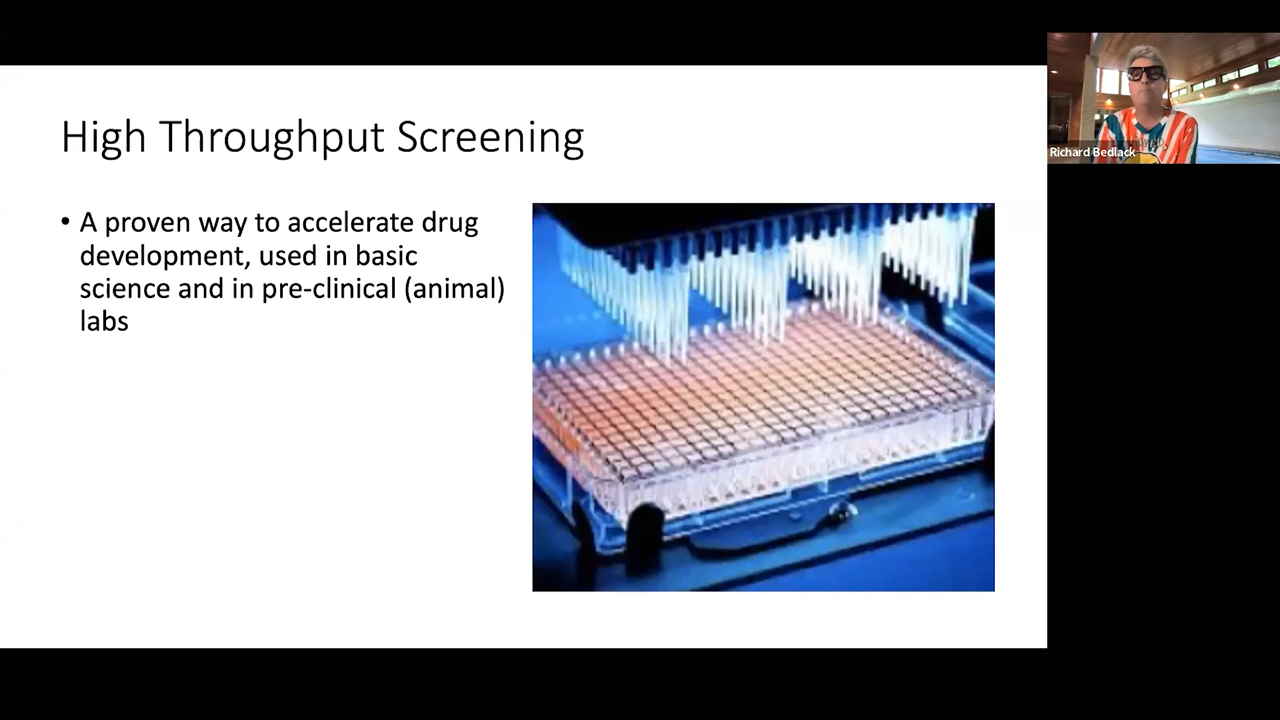 High Throughput Screening
• A proven way to accelerate drug
development, used in basic
science and in pre-clinical (animal)
labs
Richard Bedlack